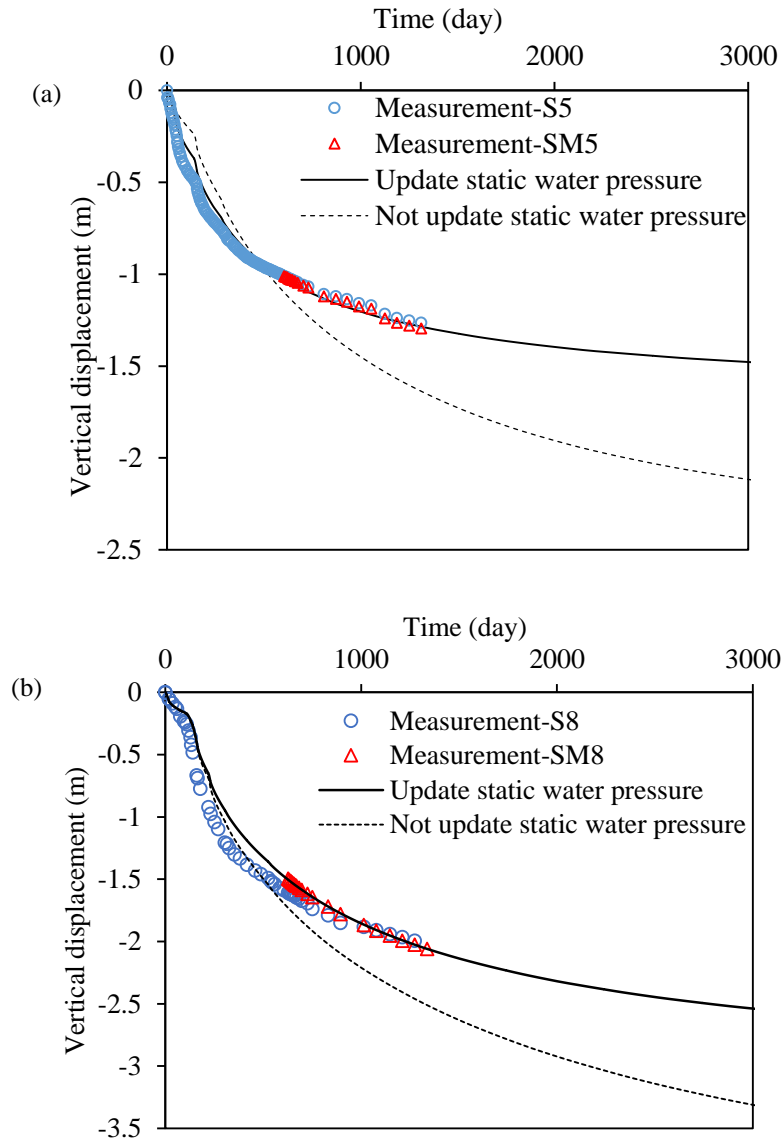 Time (day)
0 1000 2000 3000
(a)
0
-0.5
-1
-1.5
-2
-2.5
Vertical displacement (m)
Measurement-S5
Measurement-SM5
Update static water pressure
Not update static water pressure
Time (day)
0 1000 2000 3000
(b)
0
-0.5
-1
-1.5
-2
-2.5
-3
-3.5
Vertical displacement (m)
Measurement-S8
Measurement-SM8
Update static water pressure
Not update static water pressure